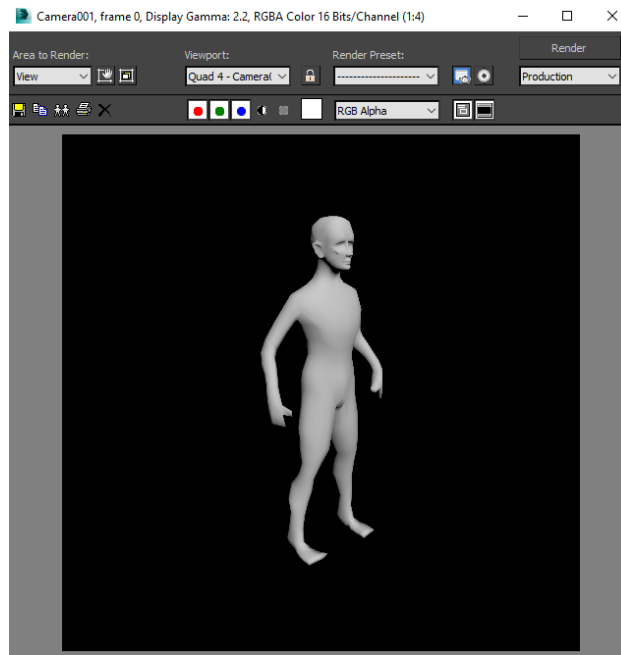 Camera001, frame 0, Display Gamma: 2.2, RGBA Color 16 Bits/Channel (1:4)
Area to Render:
Viewport:
Render Preset:
Render
View
Quad 4 - Camera(
--------------------
Production
RGB Alpha